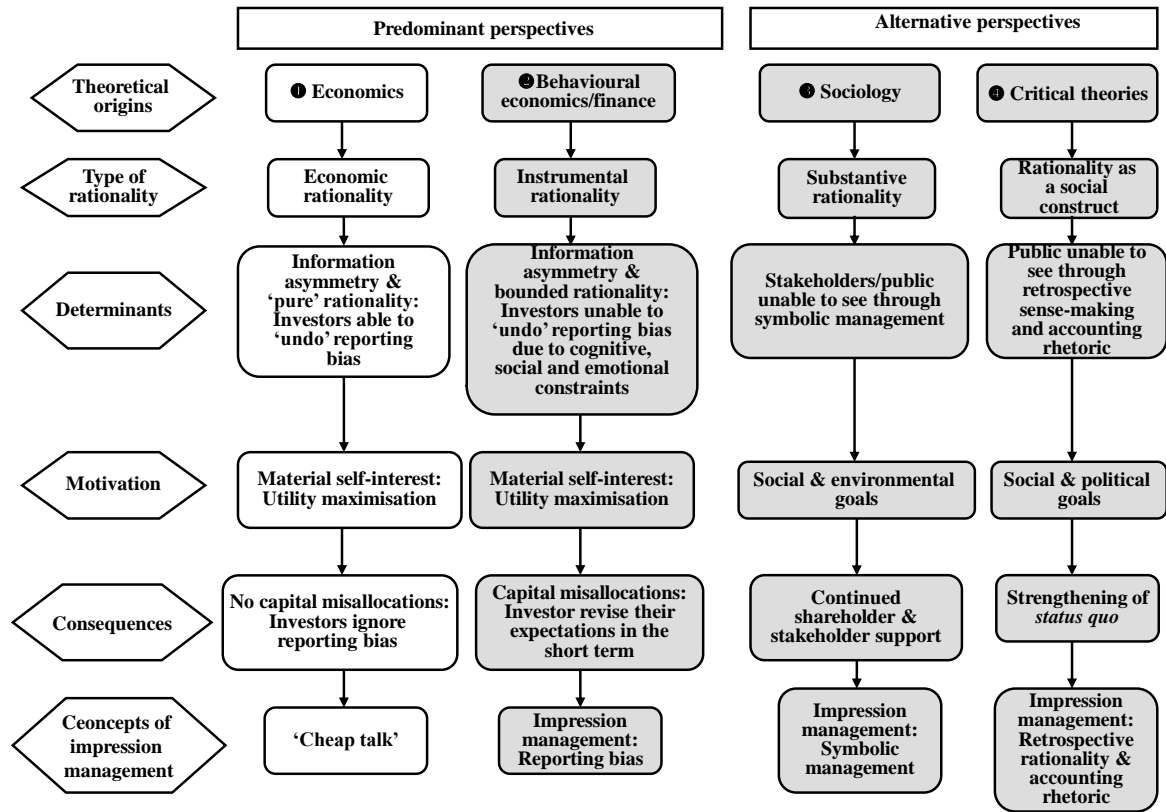 Predominant perspectives
Alternative perspectives
Theoretical
origins
❶ Economics
❷Behavioural
economics/finance
❸ Sociology
❹ Critical theories
Type of
rationality
Economic
rationality
Instrumental
rationality
Substantive
rationality
Rationality as
a social
construct
Determinants
Information
asymmetry &
‘pure’ rationality:
Investors able to
‘undo’ reporting
bias
Information
asymmetry &
bounded rationality:
Investors unable to
‘undo’ reporting bias
due to cognitive,
social and emotional
constraints
Stakeholders/public
unable to see through
symbolic management
Public unable to
see through
retrospective
sense-making
and accounting
rhetoric
Motivation
Material self-interest:
Utility maximisation
Material self-interest:
Utility maximisation
Social & environmental
goals
Social & political
goals
Consequences
No capital misallocations:
Investors ignore
reporting bias
Capital misallocations:
Investor revise their
expectations in the
short term
Continued
shareholder &
stakeholder support
Strengthening of
status quo
Ceoncepts of
impression
management
‘Cheap talk’
Impression
management:
Reporting bias
Impression
management:
Symbolic
management
Impression
management:
Retrospective
rationality &
accounting
rhetoric